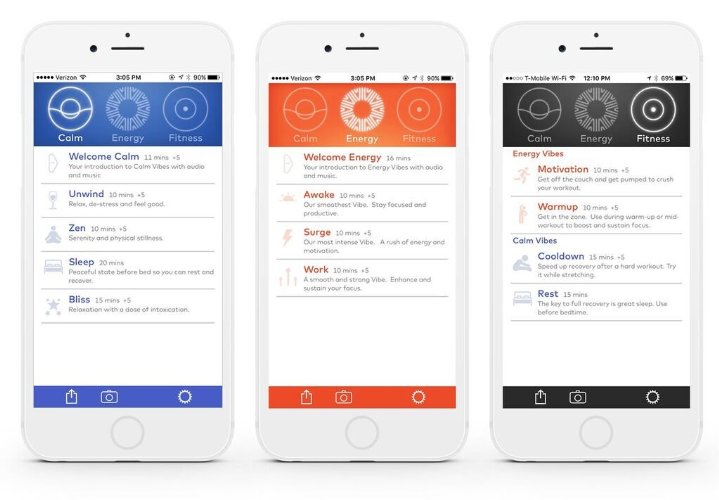 Verizon 3:05 PM 90%
Calm Energy Fitness
Welcome Calm 11 mins +5
Your introduction to Calm Vibes with audio
and music
Unwind 10 mins +5
Relax, de-stress and feel good.
Zen 10 mins +5
Serenity and physical stillness.
Sleep 20 mins
Peaceful state before bed so you can rest and
recover.
Bliss 15 mins +5
Relaxation with a dose of intoxication.
Verizon 3:05 PM 90%
Calm Energy Fitness
Welcome Energy 16 mins
Your introduction to Energy Vibes with audio
and music.
Awake 10 mins +5
Our smoothest Vibe. Stay focused and
productive.
Surge 10 mins +5
Our most intense Vibe. A rush of energy and
motivation.
Work 10 mins +5
A smooth and strong Vibe. Enhance and
sustain your focus.
T-Mobile Wi-Fi 12:10 PM 69%
Calm Energy Fitness
Energy Vibes
Motivation 10 mins +5
Get off the couch and get pumped to crush
your workout.
Warmup 10 mins +5
Get in the zone. Use during warm-up or mid-
workout to boost and sustain focus.
Calm Vibes
Cooldown 15 mins +5
Speed up recovery after a hard workout. Try
it while stretching.
Rest 15 mins
The key to full recovery is great sleep. Use
before bedtime.